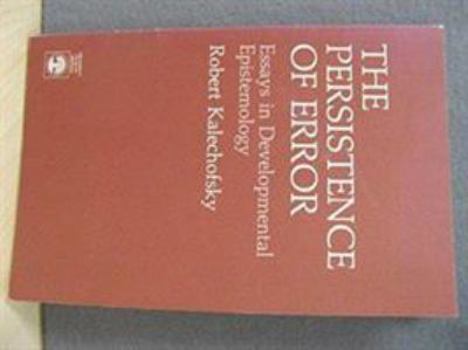 THE
PERSISTENCE
OF ERROR
Essays in Developmental
Epistemology
Robert Kalechofsky